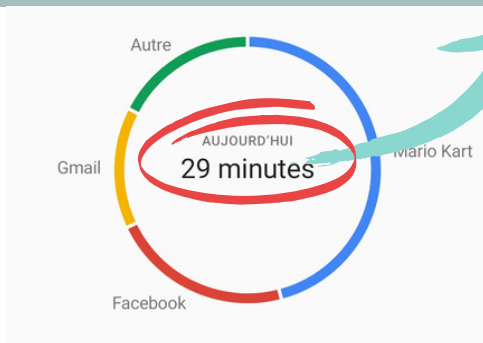 Autre
AUJOURD'HUI
29 minutes
Mario Kart
Gmail
Facebook